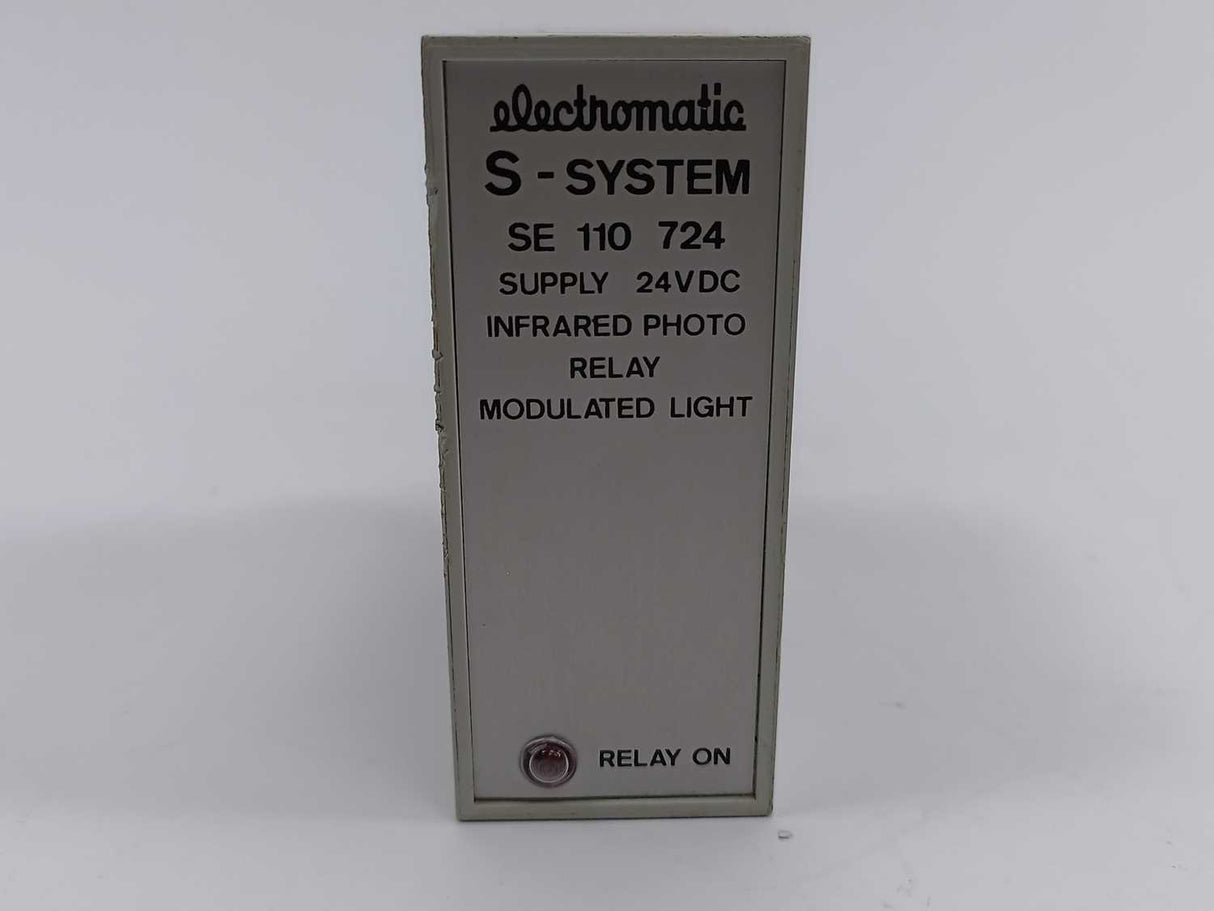 electromatic
S - SYSTEM
SE 110 724
SUPPLY 24VDC
INFRARED PHOTO
RELAY
MODULATED LIGHT
RELAY ON